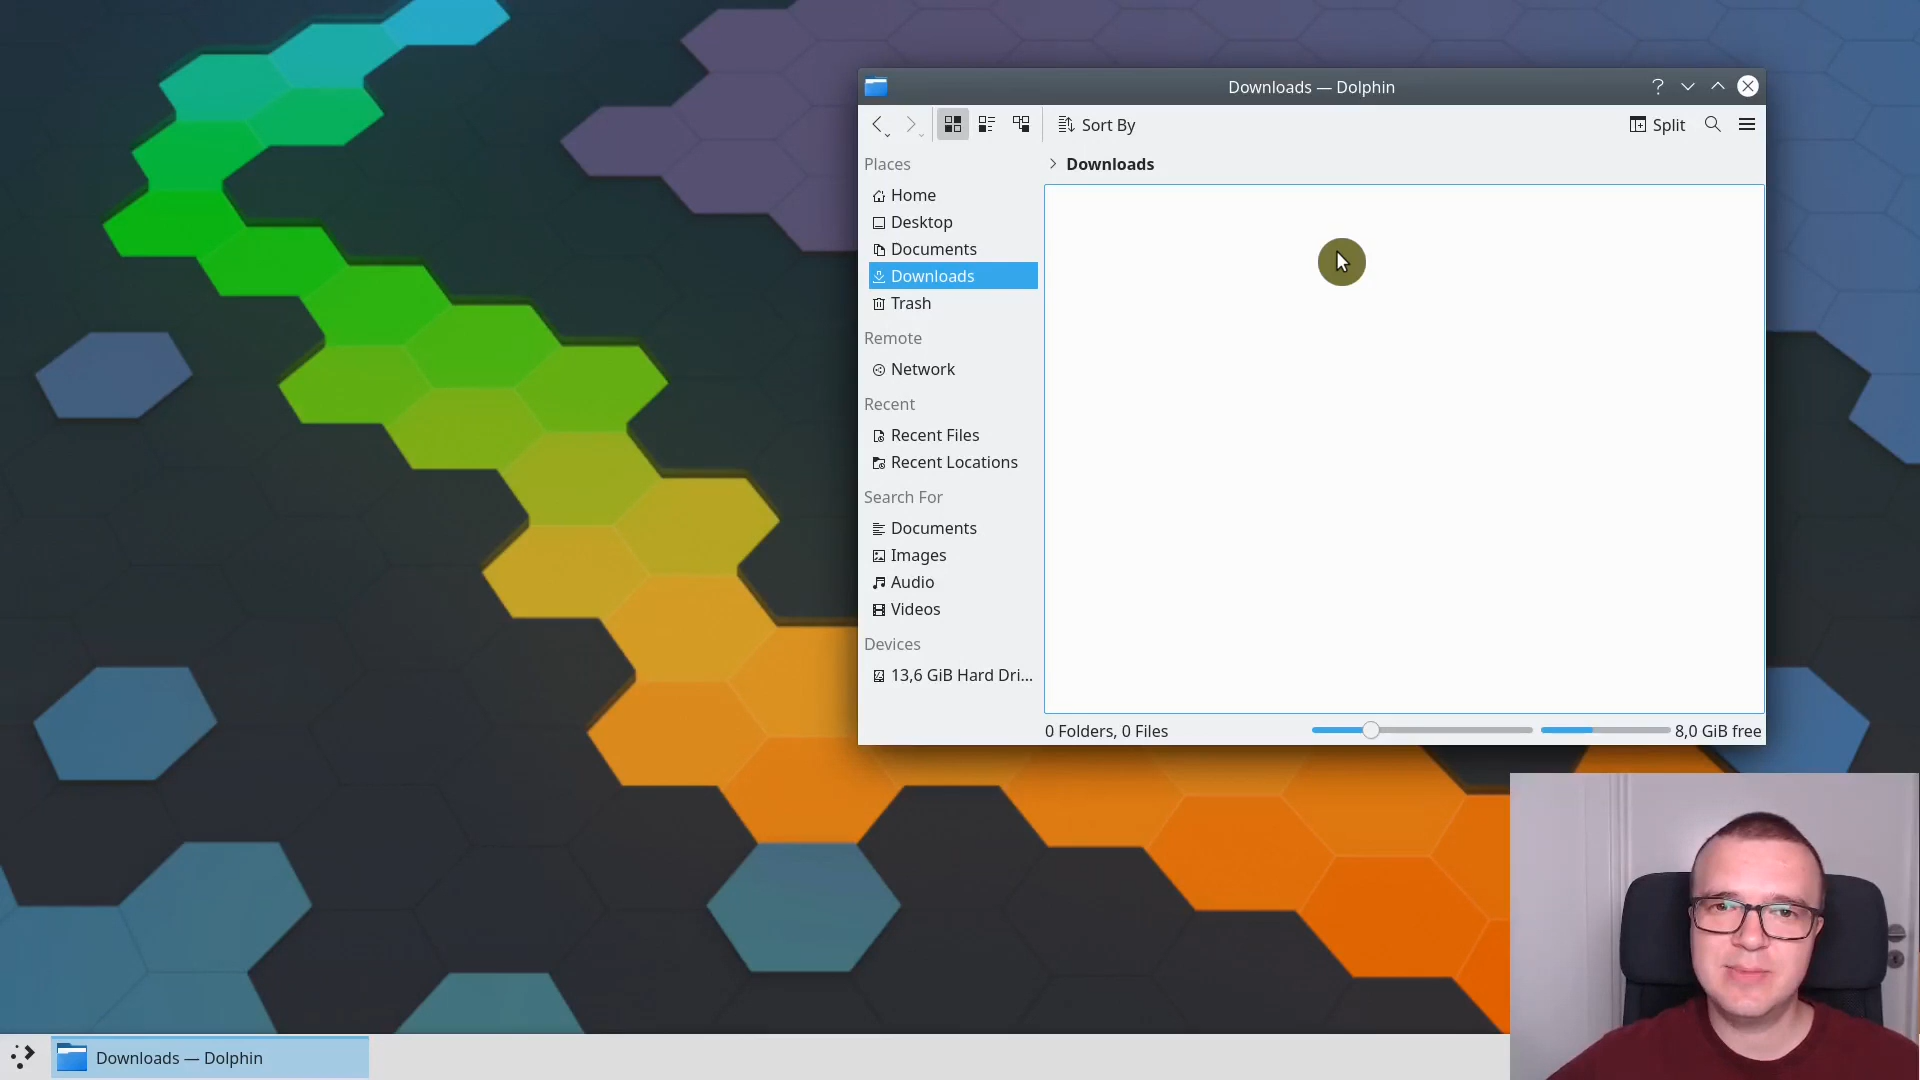 Downloads — Dolphin
Sort By
Split
Places
Downloads
Home
Desktop
Documents
Downloads
Trash
Remote
Network
Recent
Recent Files
Recent Locations
Search For
Documents
Images
Audio
Videos
Devices
13,6 GiB Hard Dri...
0 Folders, 0 Files
8,0 GiB free
Downloads — Dolphin